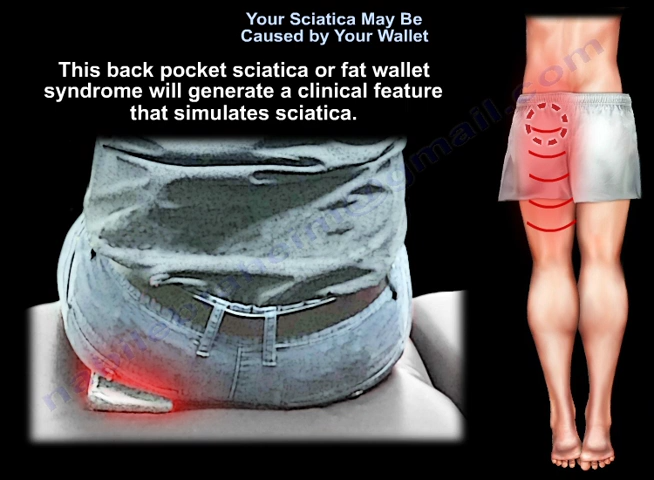 Your Sciatica May Be
Caused by Your Wallet
This back pocket sciatica or fat wallet
syndrome will generate a clinical feature
that simulates sciatica.